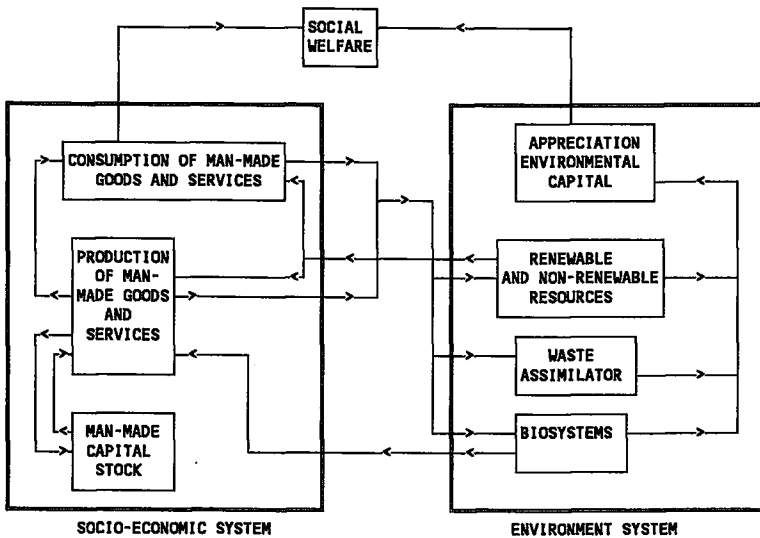 SOCIAL
WELFARE
CONSUMPTION OF MAN-MADE
GOODS AND SERVICES
PRODUCTION
OF MAN-
MADE GOODS
AND
SERVICES
MAN-MADE
CAPITAL
STOCK
SOCIO-ECONOMIC SYSTEM
APPRECIATION
ENVIRONMENTAL
CAPITAL
RENEWABLE
AND NON-RENEWABLE
RESOURCES
WASTE
ASSIMILATOR
BIOSYSTEMS
ENVIRONMENT SYSTEM